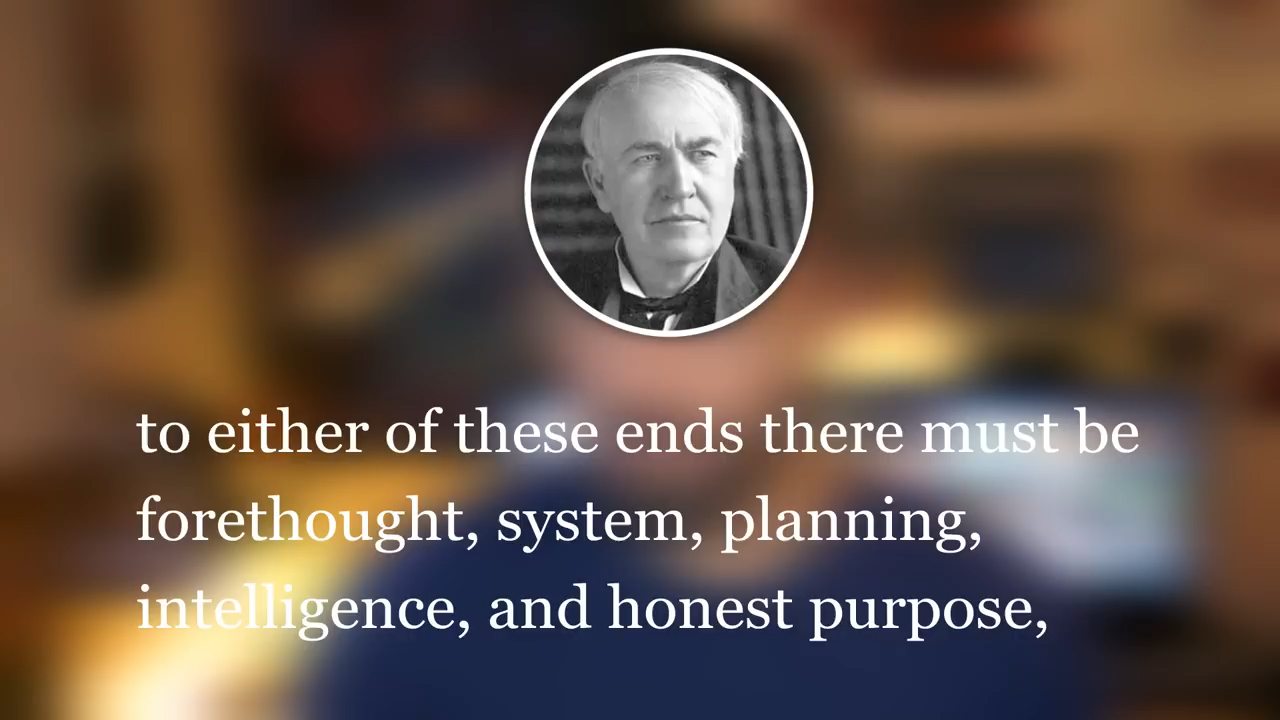 to either of these ends there must be
forethought, system, planning,
intelligence, and honest purpose,